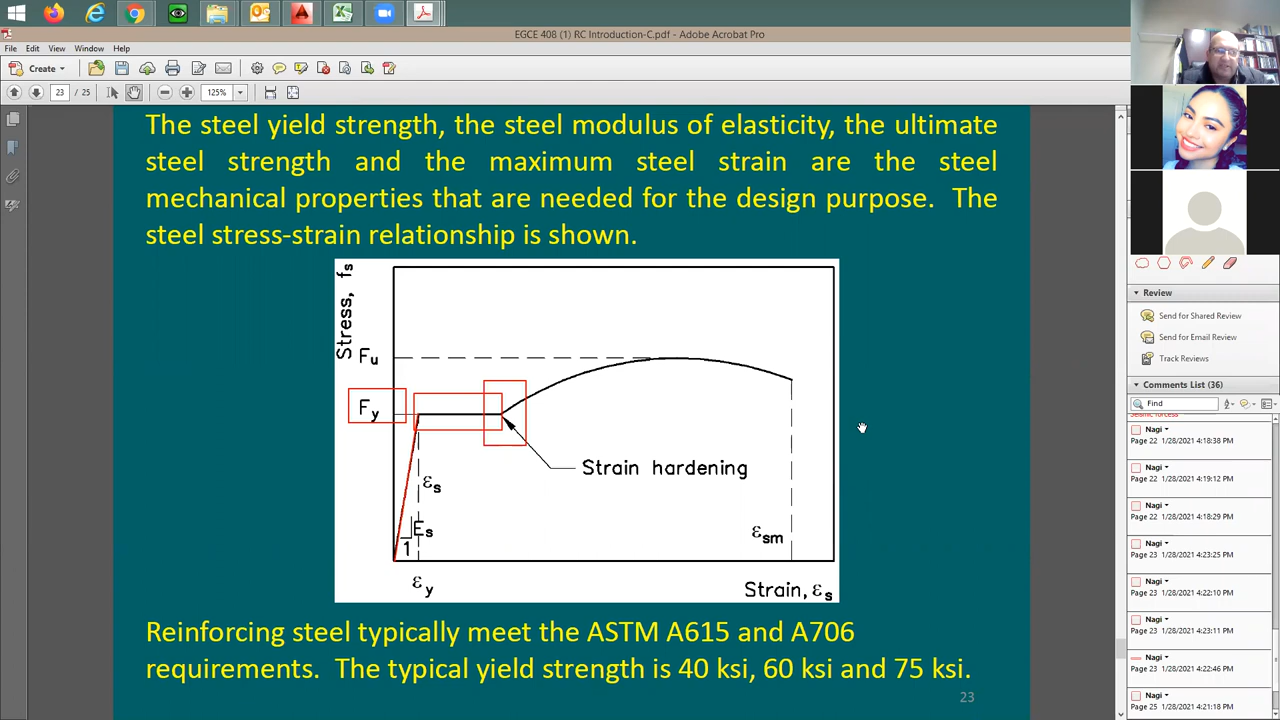 EGCE 408 (1) RC Introduction-C.pdf - Adobe Acrobat Pro
File Edit View Window Help
Create
23 / 25 125%
The steel yield strength, the steel modulus of elasticity, the ultimate
steel strength and the maximum steel strain are the steel
mechanical properties that are needed for the design purpose. The
steel stress-strain relationship is shown.
Stress, fs
Fu
Fy
Strain hardening
εs
Es
1
εsm
εy
Strain, εs
Reinforcing steel typically meet the ASTM A615 and A706
requirements. The typical yield strength is 40 ksi, 60 ksi and 75 ksi.
23
Review
Send for Shared Review
Send for Email Review
Track Reviews
Comments List (36)
Find
Nagi
Page 22 1/28/2021 4:18:38 PM
Nagi
Page 22 1/28/2021 4:19:12 PM
Nagi
Page 22 1/28/2021 4:18:29 PM
Nagi
Page 23 1/28/2021 4:23:25 PM
Nagi
Page 23 1/28/2021 4:22:10 PM
Nagi
Page 23 1/28/2021 4:23:11 PM
Nagi
Page 23 1/28/2021 4:22:46 PM
Nagi
Page 25 1/28/2021 4:21:18 PM